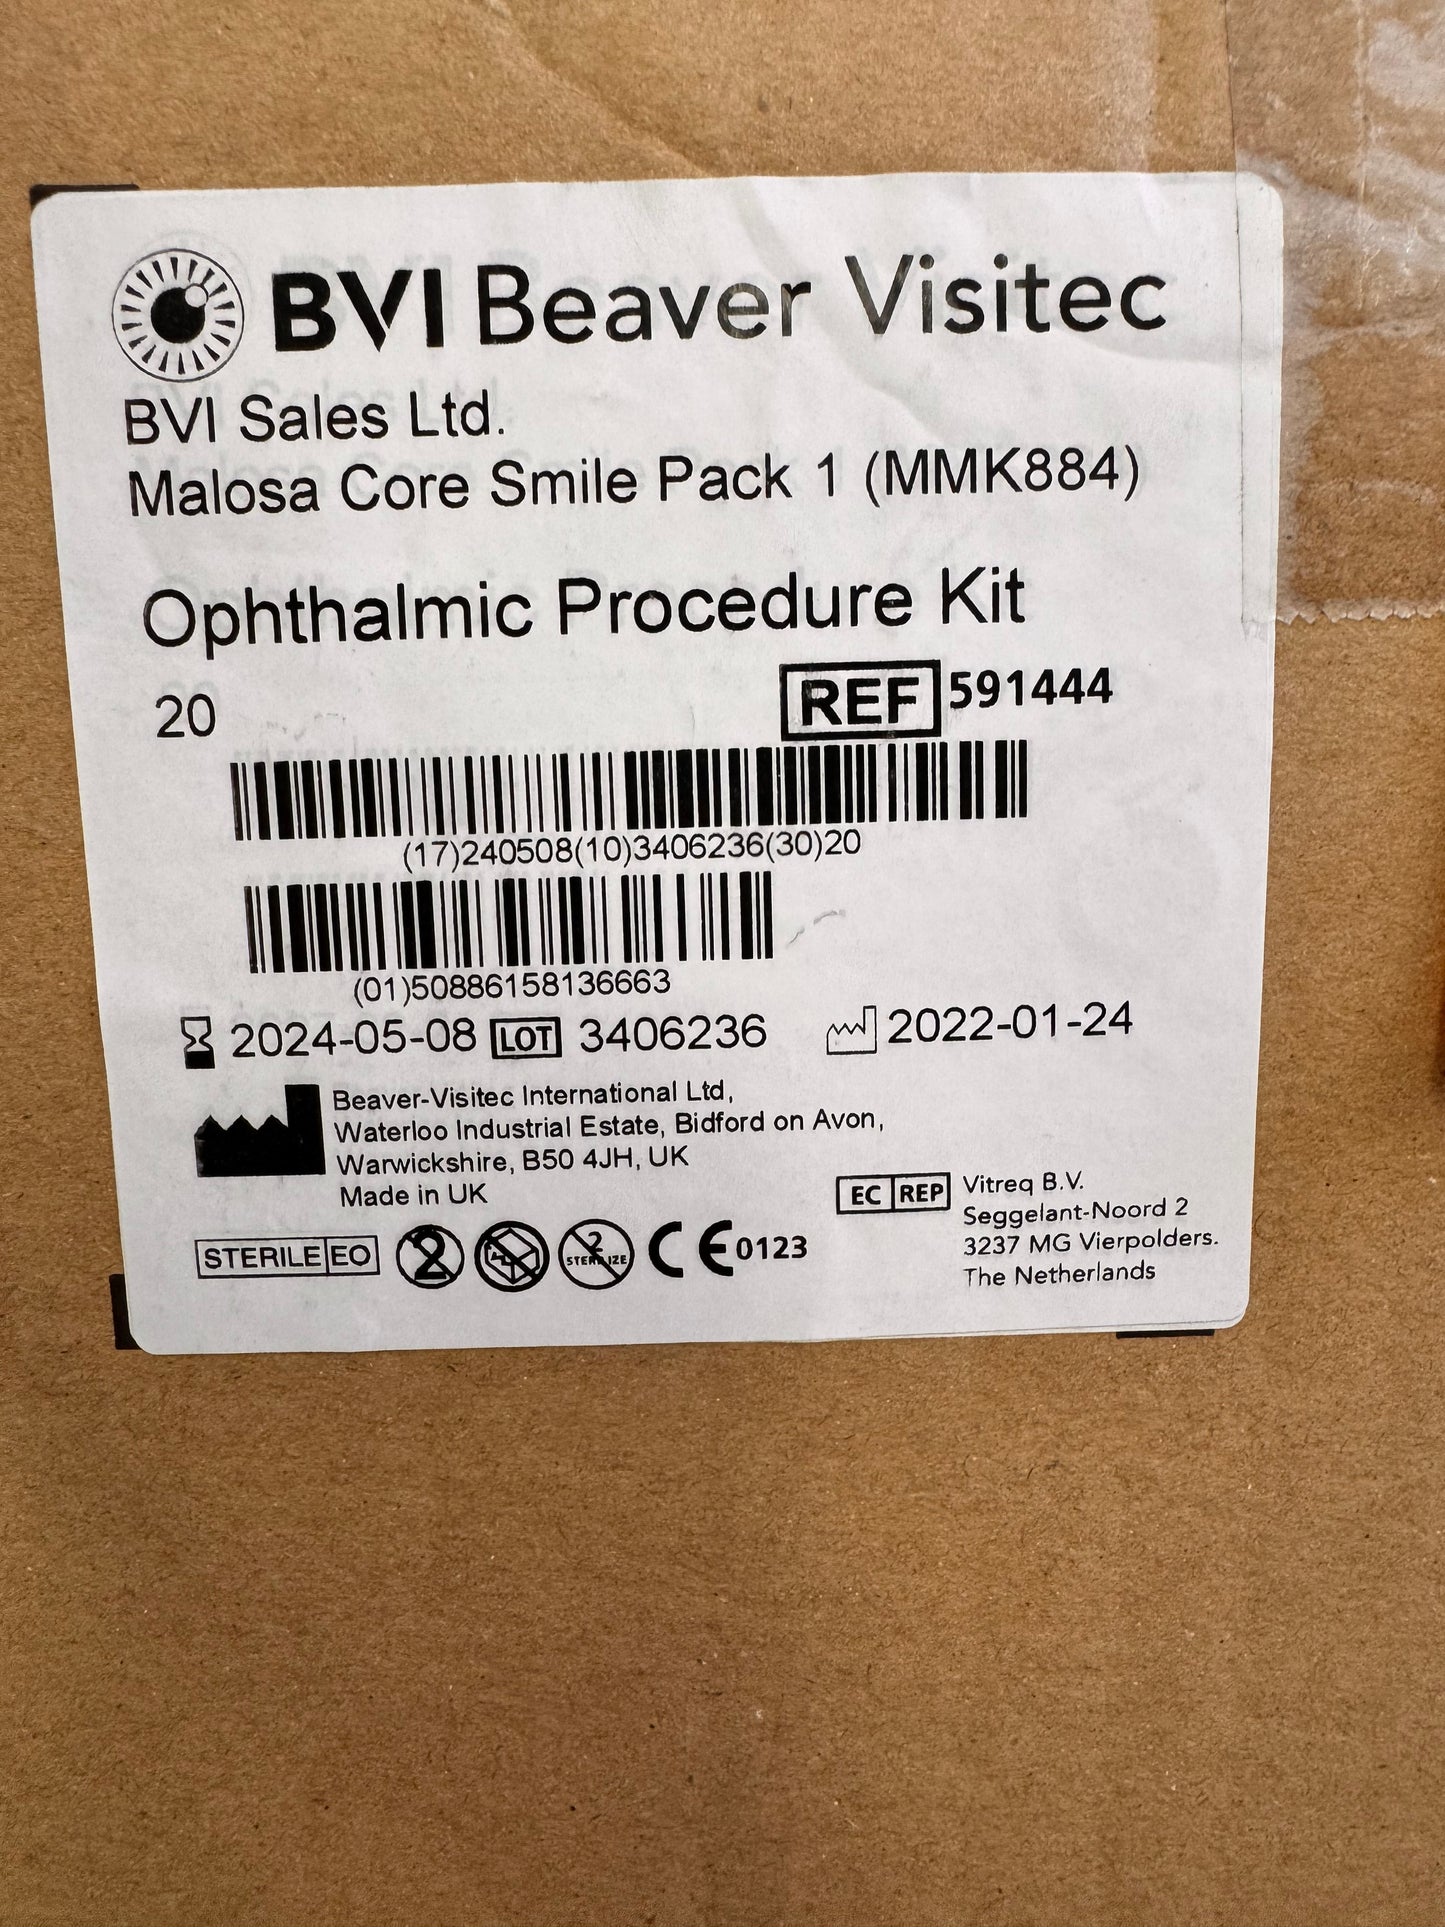 BVI Beaver Visitec
BVI Sales Ltd.
Malosa Core Smile Pack 1 (MMK884)
Ophthalmic Procedure Kit
20
REF 591444
(17)240508(10)3406236(30)20
(01)50886158136663
2024-05-08 LOT 3406236 2022-01-24
Beaver-Visitec International Ltd,
Waterloo Industrial Estate, Bidford on Avon,
Warwickshire, B50 4JH, UK
Made in UK
EC REP Vitreq B.V.
Seggelant-Noord 2
3237 MG Vierpolders.
The Netherlands
STERILE EO 2 2 STERILIZE CE 0123